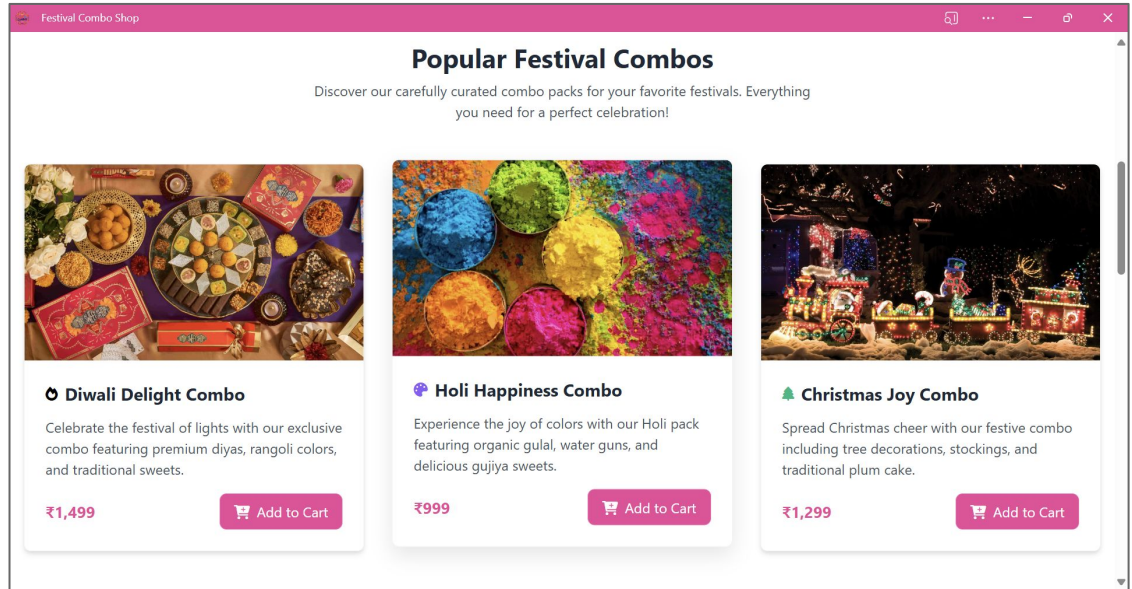 Festival Combo Shop
Popular Festival Combos
Discover our carefully curated combo packs for your favorite festivals. Everything
you need for a perfect celebration!
Diwali Delight Combo
Celebrate the festival of lights with our exclusive
combo featuring premium diyas, rangoli colors,
and traditional sweets.
₹1,499
Add to Cart
Holi Happiness Combo
Experience the joy of colors with our Holi pack
featuring organic gulal, water guns, and
delicious gujiya sweets.
₹999
Add to Cart
Christmas Joy Combo
Spread Christmas cheer with our festive combo
including tree decorations, stockings, and
traditional plum cake.
₹1,299
Add to Cart